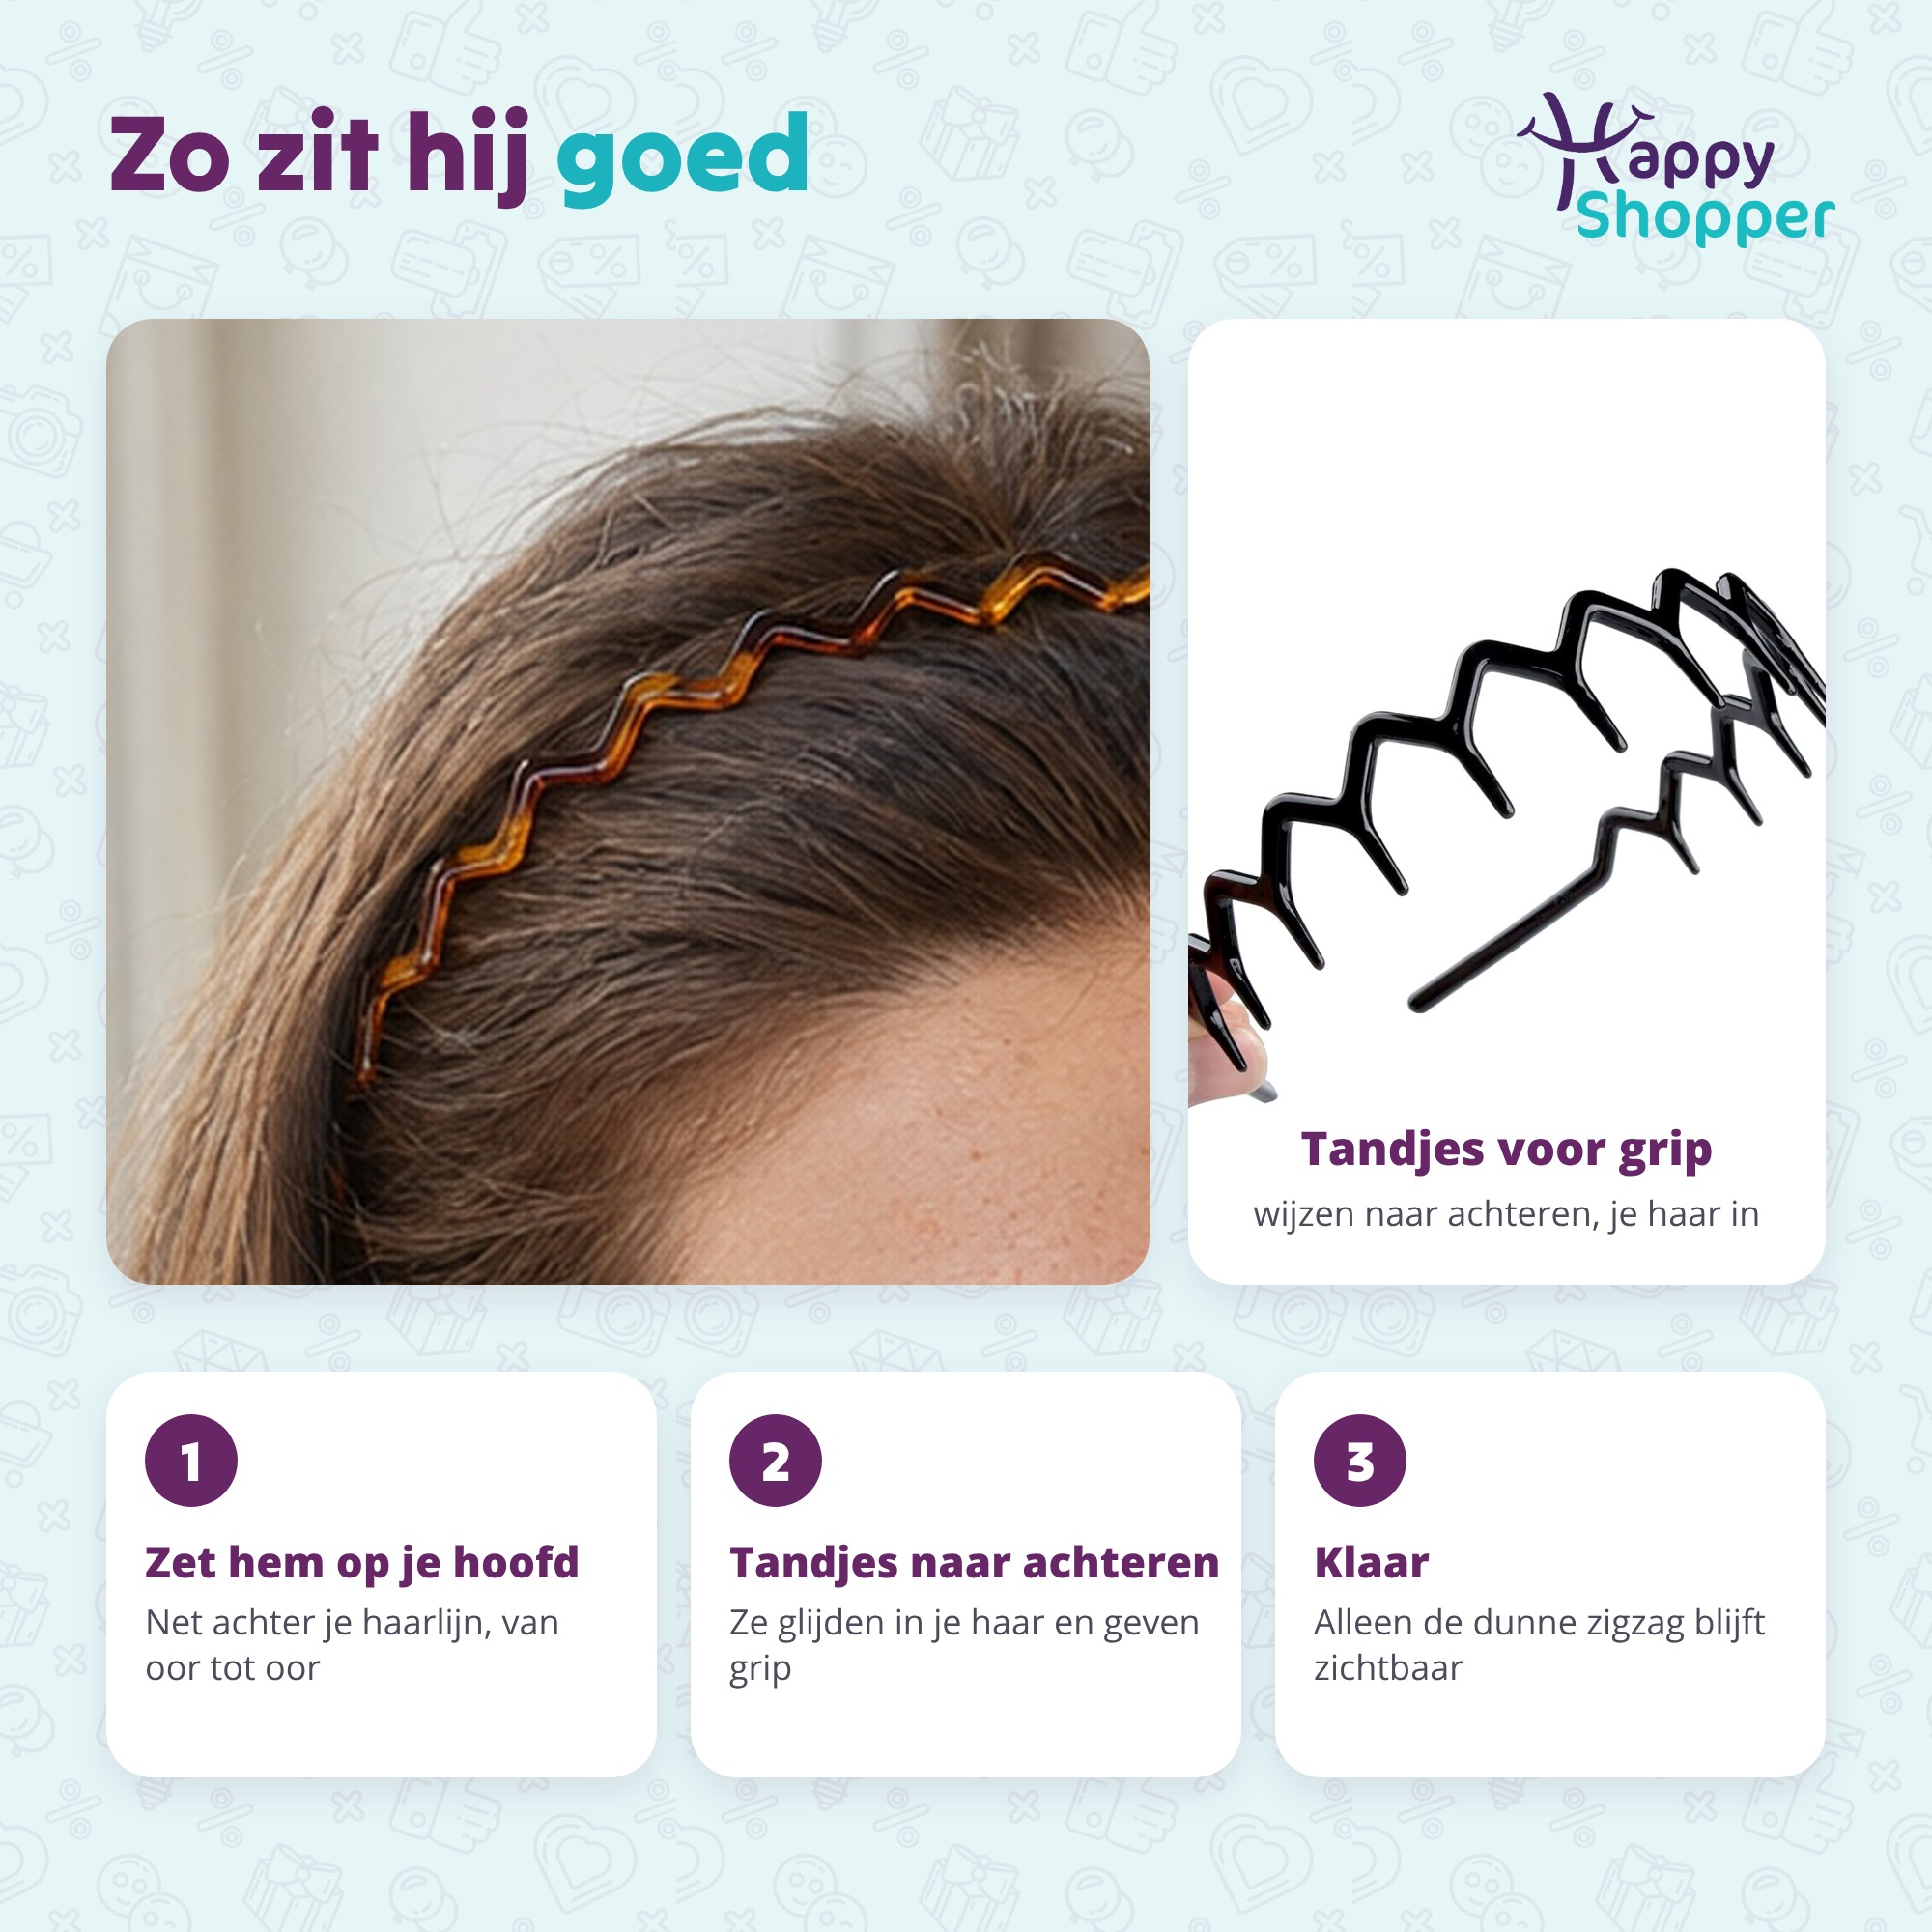 Zo zit hij goed
Happy
Shopper
Tandjes voor grip
wijzen naar achteren, je haar in
1
Zet hem op je hoofd
Net achter je haarlijn, van
oor tot oor
2
Tandjes naar achteren
Ze glijden in je haar en geven
grip
3
Klaar
Alleen de dunne zigzag blijft
zichtbaar